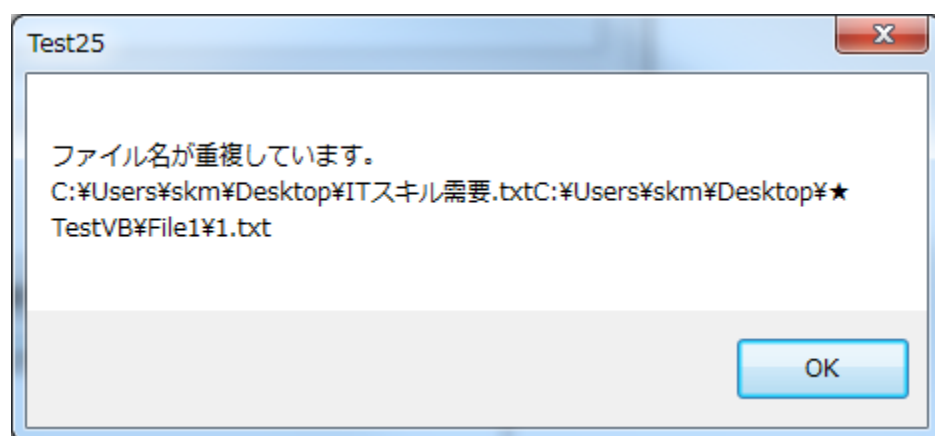 Test25
ファイル名が重複しています。
C:¥Users¥skm¥Desktop¥ITスキル需要.txtC:¥Users¥skm¥Desktop¥★
TestVB¥File1¥1.txt
OK